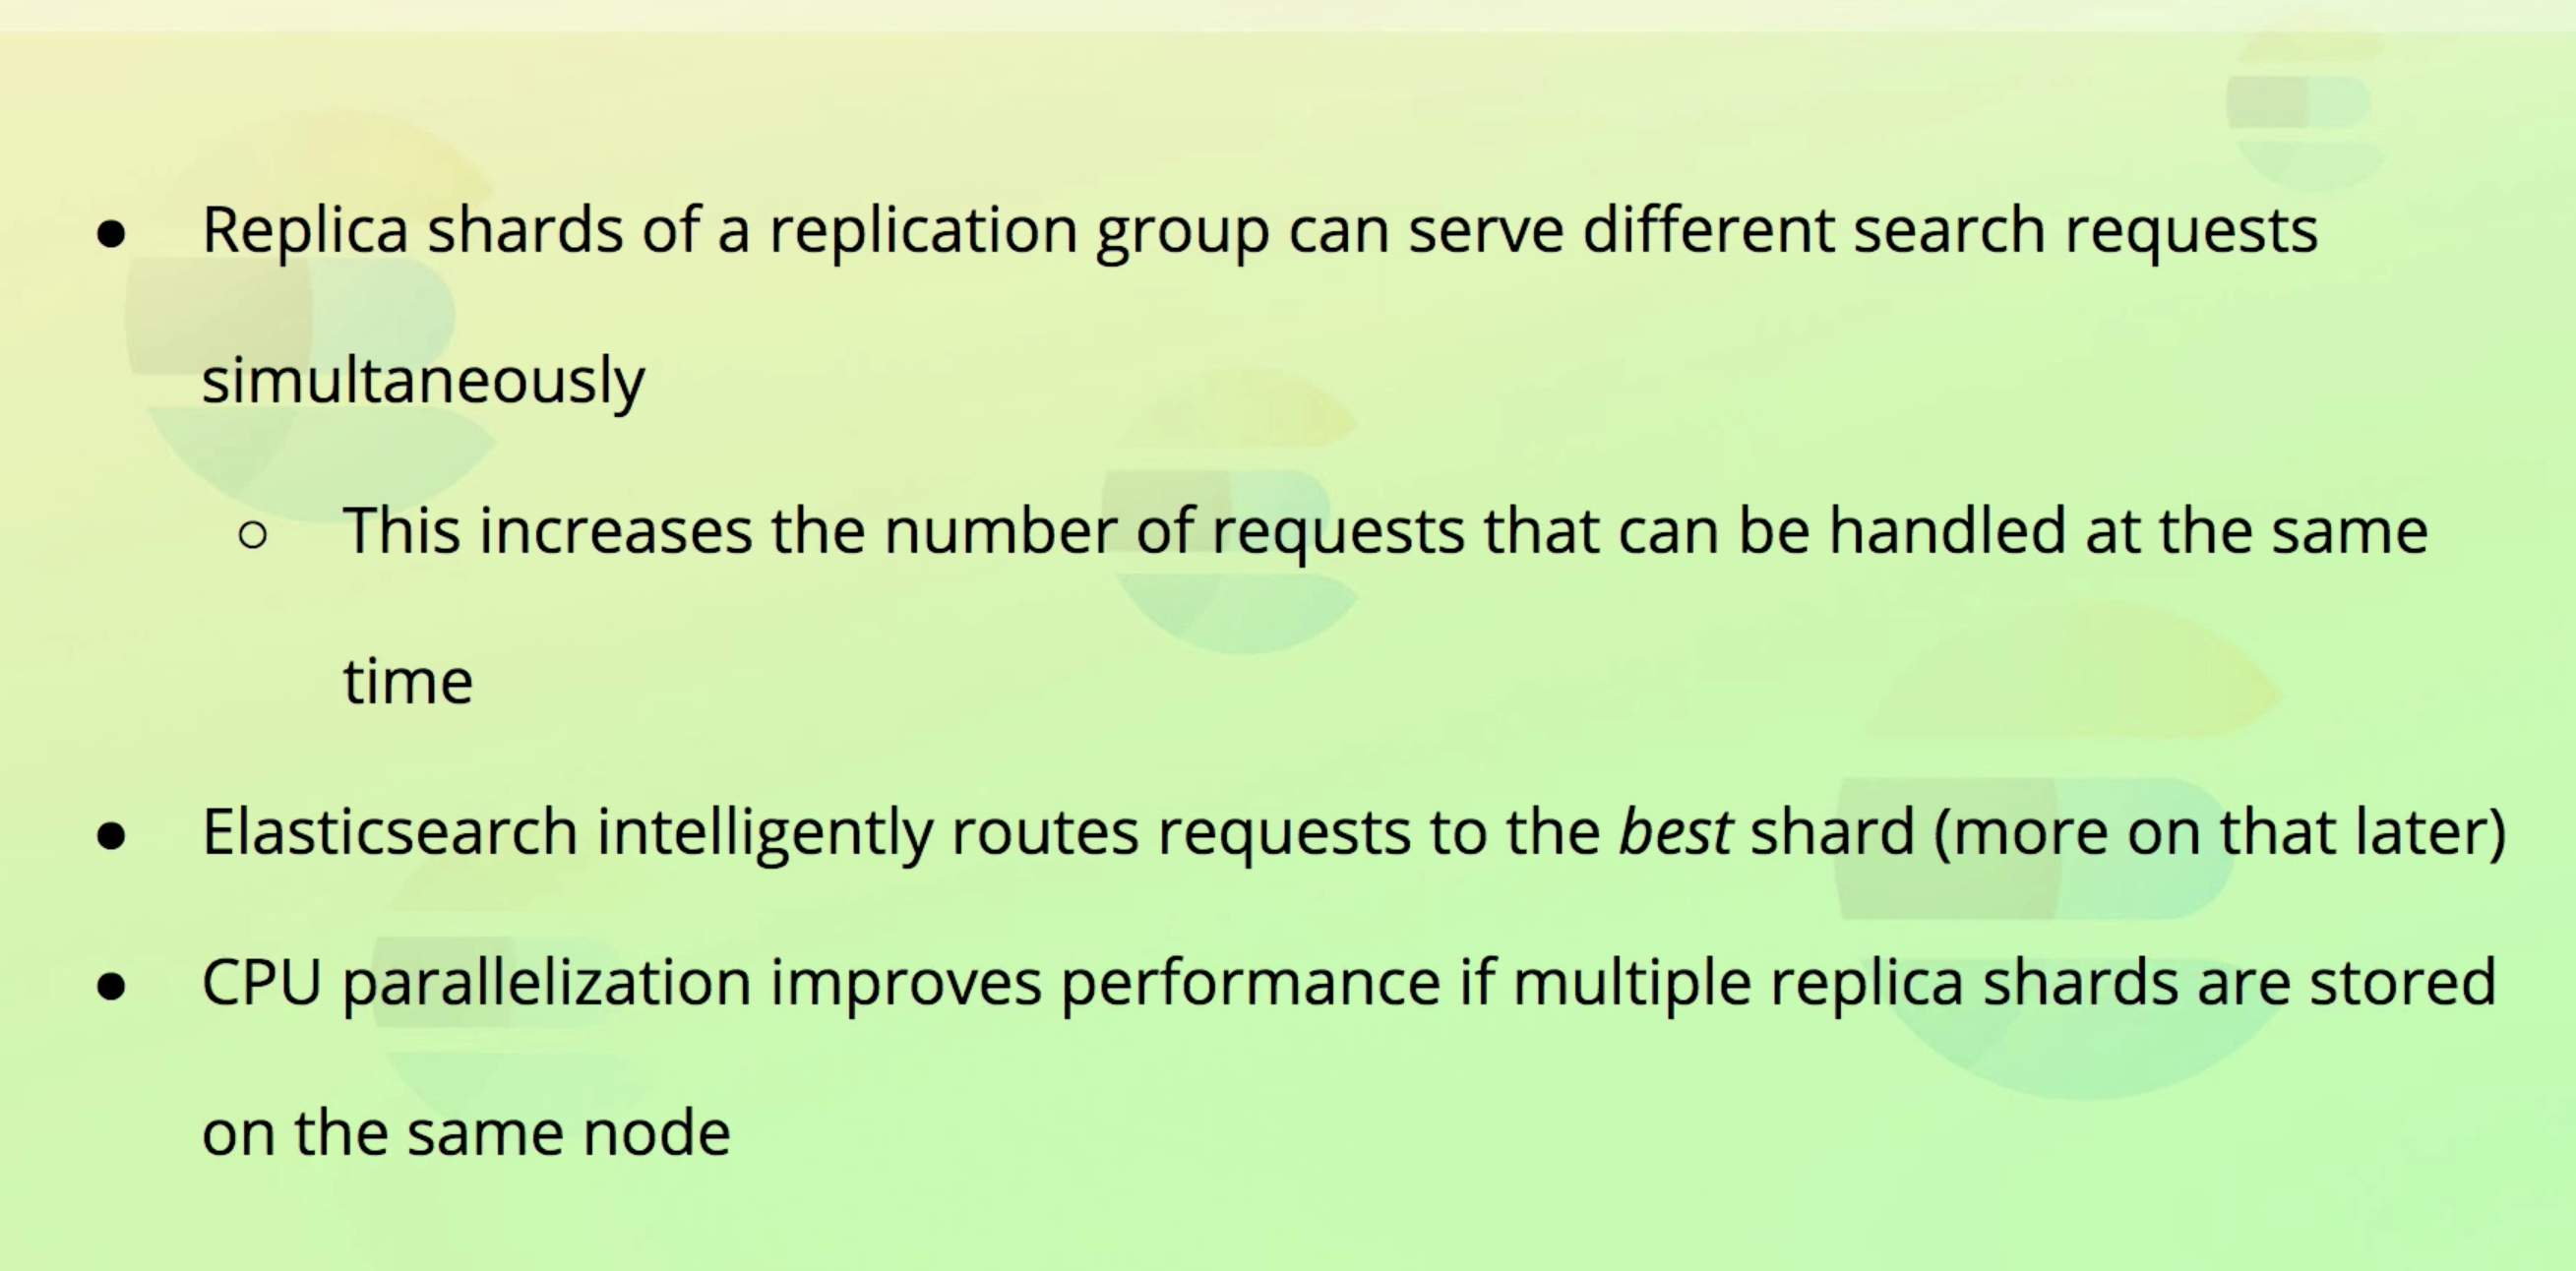 ● Replica shards of a replication group can serve different search requests
simultaneously
○ This increases the number of requests that can be handled at the same
time
● Elasticsearch intelligently routes requests to the best shard (more on that later)
● CPU parallelization improves performance if multiple replica shards are stored
on the same node